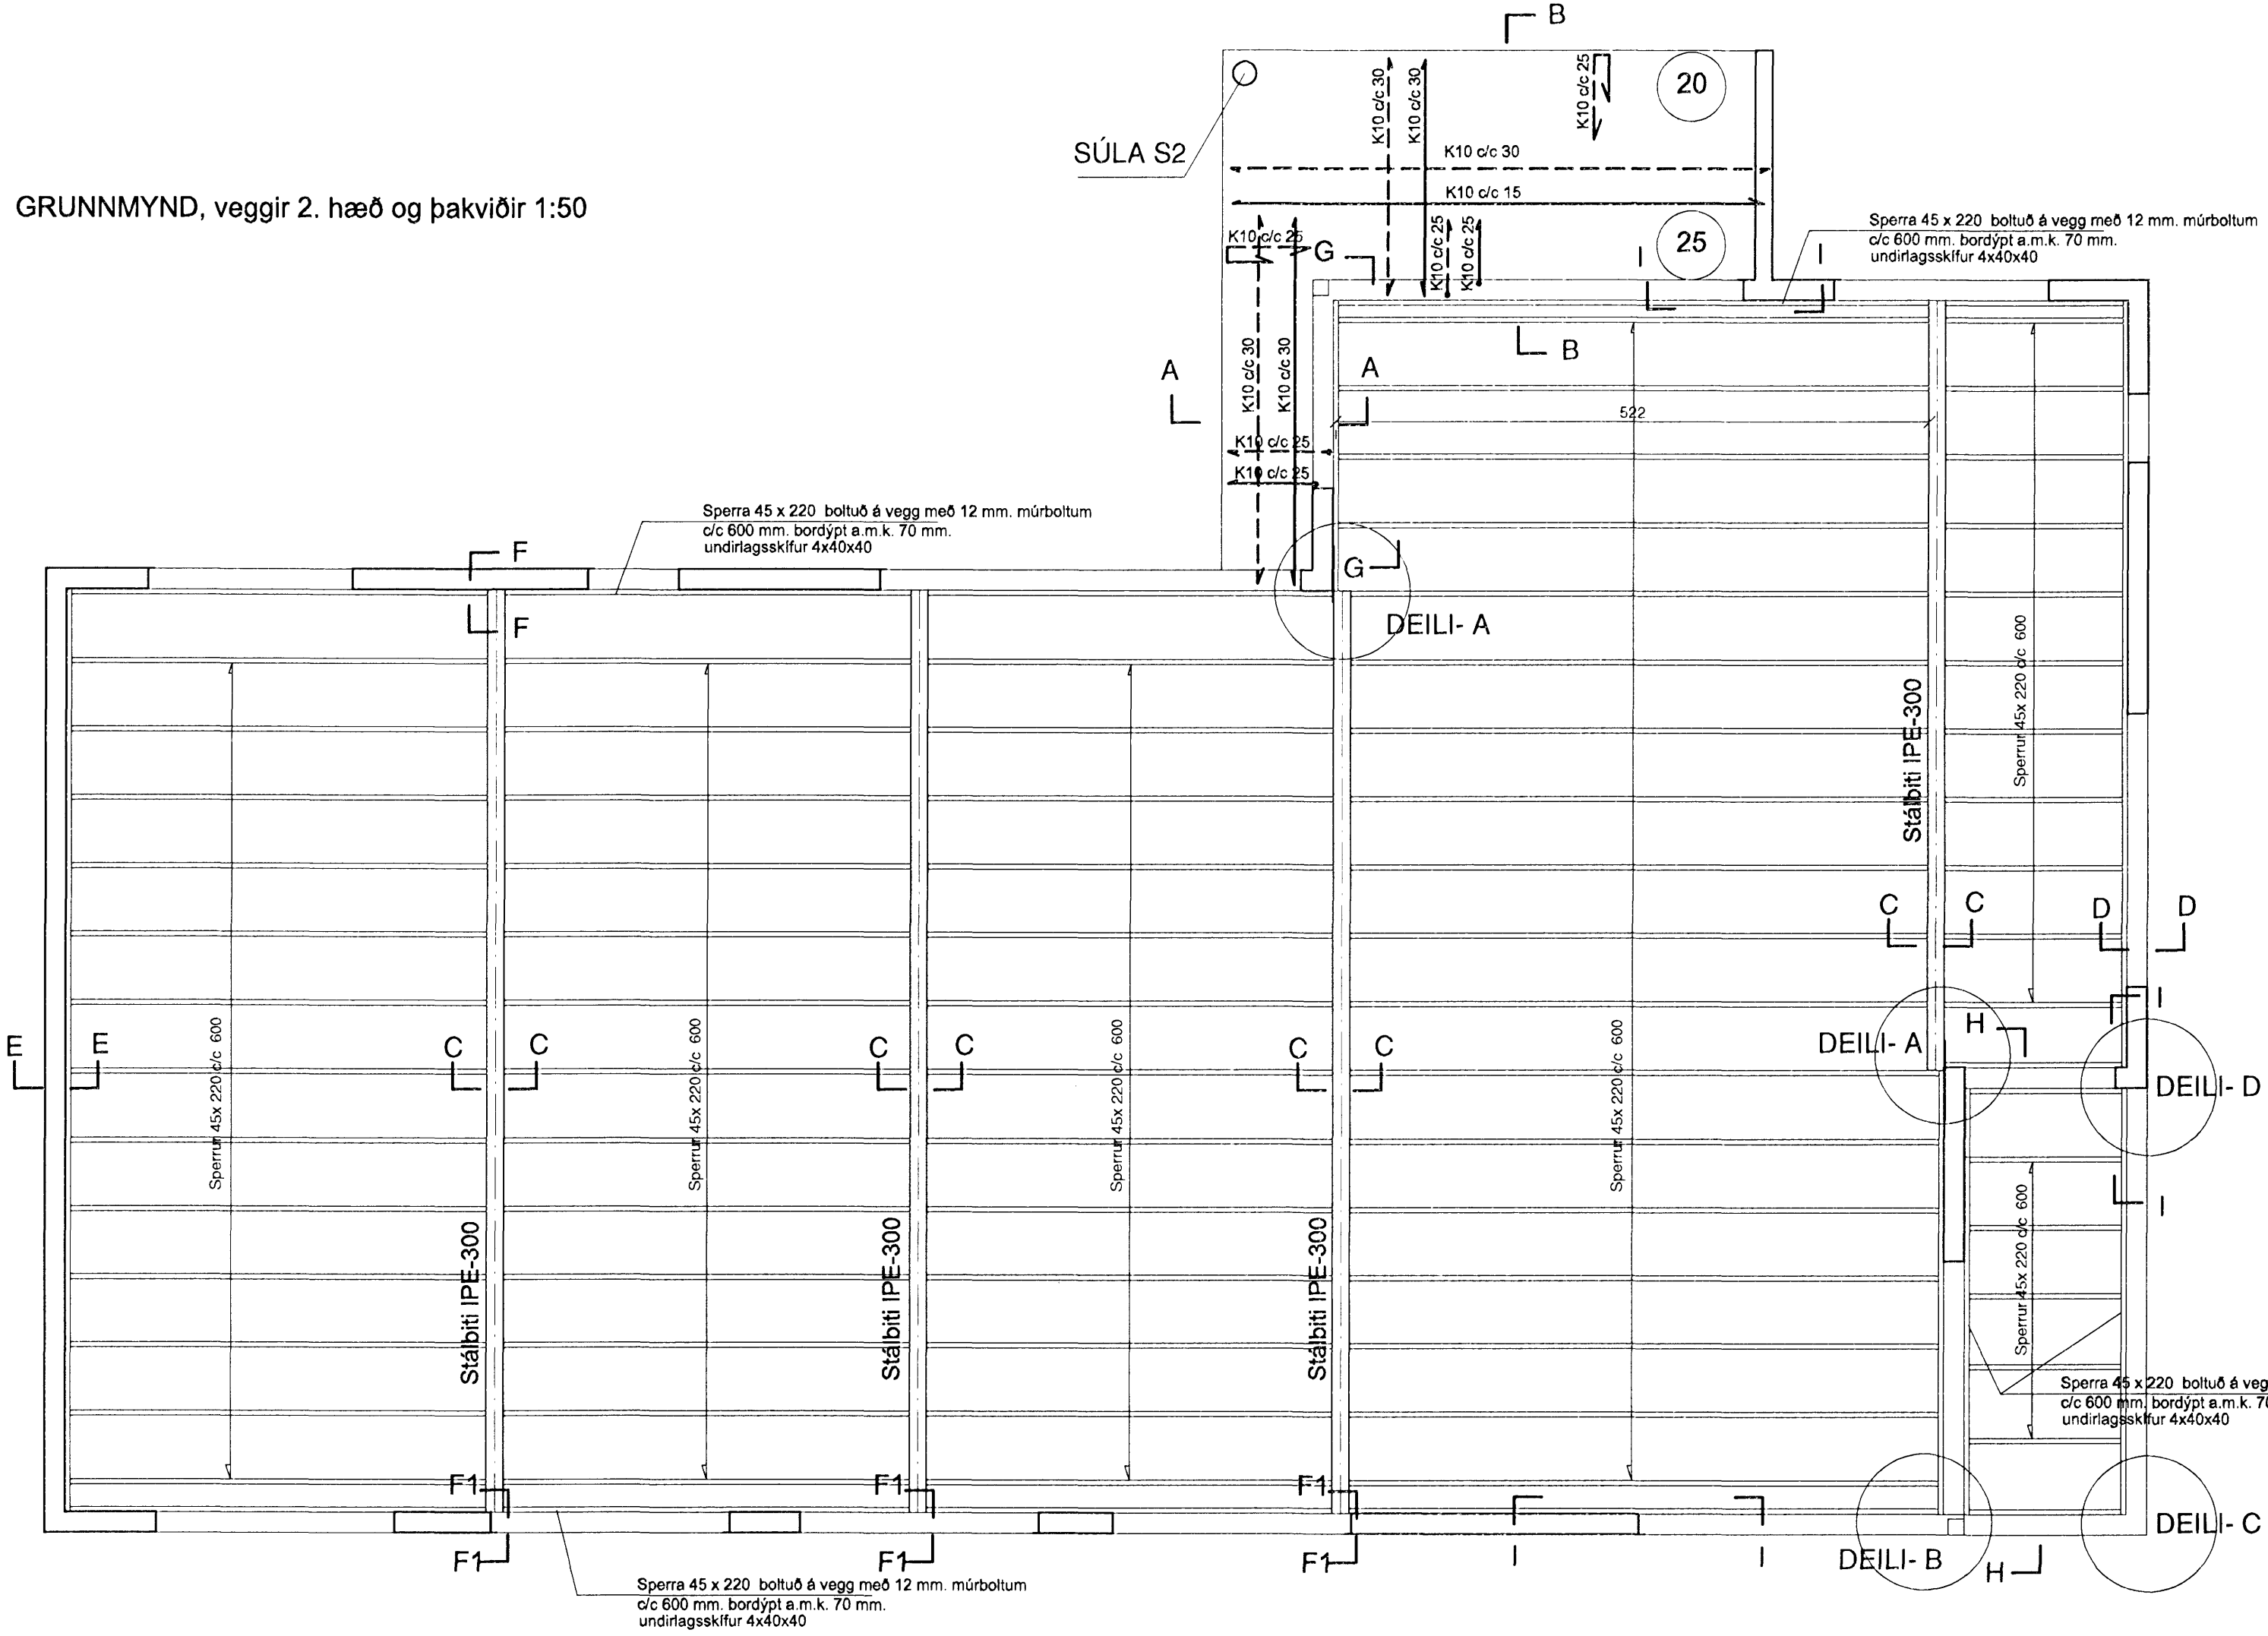 B
20
K10 c/c 30
K10 c/c 30
K10 c/c 25
SÚLA S2
K10 c/c 30
K10 c/c 15
GRUNNMYND, veggir 2. hæð og þakviðir 1:50
25
K10 c/c 25
G
K10 c/c 25
K10 c/c 25
I
I
Sperra 45 x 220 boltuð á vegg með 12 mm. múrboltum
c/c 600 mm. bordýpt a.m.k. 70 mm.
undirlagsskífur 4x40x40
B
A
A
K10 c/c 30
K10 c/c 30
522
K10 c/c 25
K10 c/c 25
Sperra 45 x 220 boltuð á vegg með 12 mm. múrboltum
c/c 600 mm. bordýpt a.m.k. 70 mm.
undirlagsskífur 4x40x40
F
F
G
DEILI- A
Stálbiti IPE-300
Sperrur 45x 220 c/c 600
C
C
D
D
I
H
DEILI- A
DEILI- D
E
E
C
C
C
C
C
C
Sperrur 45x 220 c/c 600
Sperrur 45x 220 c/c 600
Sperrur 45x 220 c/c 600
Sperrur 45x 220 c/c 600
I
Sperrur 45x 220 c/c 600
Stálbiti IPE-300
Stálbiti IPE-300
Stálbiti IPE-300
Sperra 45 x 220 boltuð á veg
c/c 600 mm. bordýpt a.m.k. 70
undirlagsskífur 4x40x40
F1
F1
F1
F1
F1
F1
I
I
DEILI- B
H
DEILI- C
Sperra 45 x 220 boltuð á vegg með 12 mm. múrboltum
c/c 600 mm. bordýpt a.m.k. 70 mm.
undirlagsskífur 4x40x40